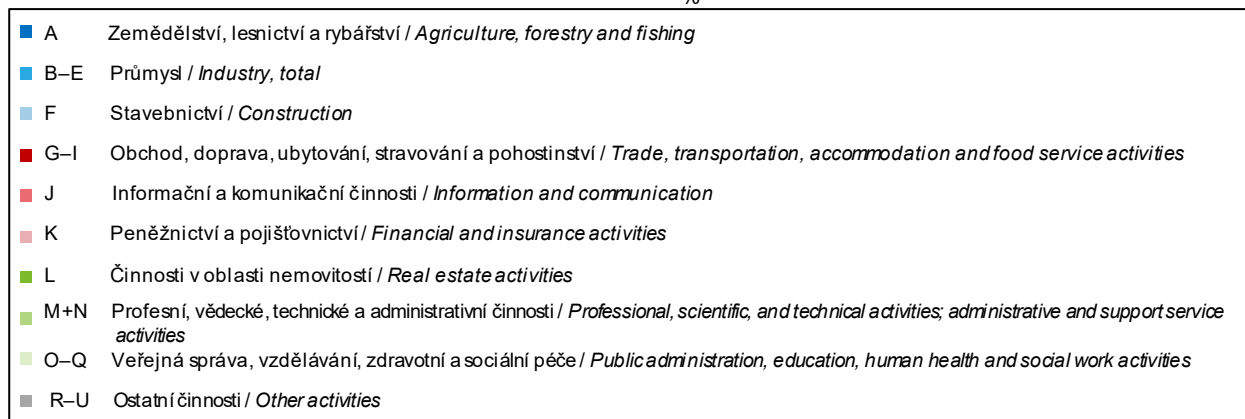 %
A Zemědělství, lesnictví a rybářství / Agriculture, forestry and fishing
B–E Průmysl / Industry, total
F Stavebnictví / Construction
G–I Obchod, doprava, ubytování, stravování a pohostinství / Trade, transportation, accommodation and food service activities
J Informační a komunikační činnosti / Information and communication
K Peněžnictví a pojišťovnictví / Financial and insurance activities
L Činnosti v oblasti nemovitostí / Real estate activities
M+N Profesní, vědecké, technické a administrativní činnosti / Professional, scientific, and technical activities; administrative and support service
activities
O–Q Veřejná správa, vzdělávání, zdravotní a sociální péče / Public administration, education, human health and social work activities
R–U Ostatní činnosti / Other activities